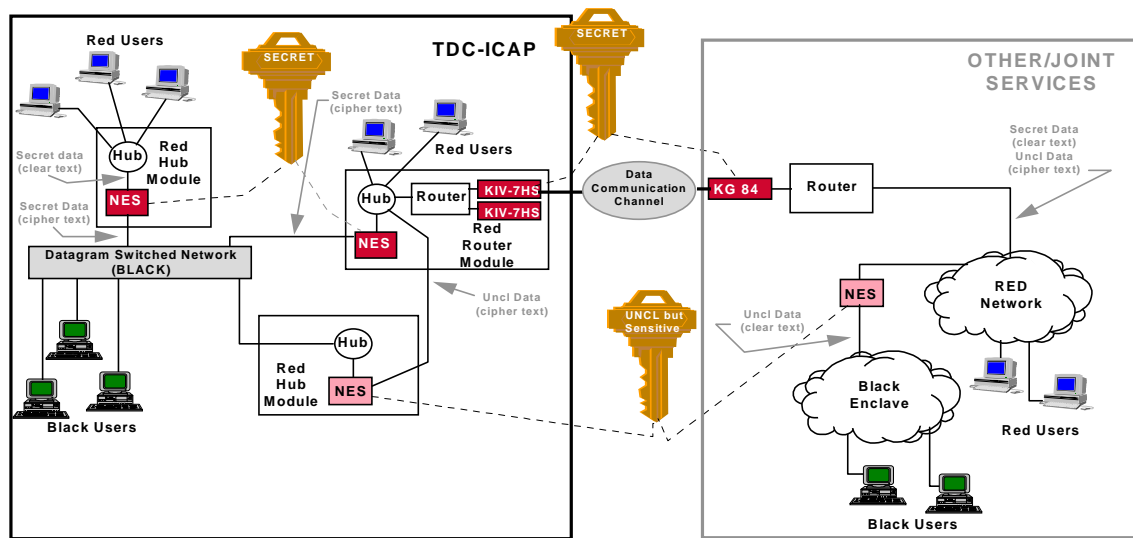 Red Users
TDC-ICAP
SECRET
SECRET
OTHER/JOINT
SERVICES
Secret Data
(cipher text)
Secret data
(clear text)
Hub
Red
Hub
Module
NES
Secret Data
(cipher text)
Red Users
Hub
Router
KIV-7HS
KIV-7HS
NES
Red
Router
Module
Data
Communication
Channel
KG 84
Router
Secret Data
Uncl Data
(cipher text)
Datagram Switched Network
(BLACK)
Uncl Data
(cipher text)
UNCL but
Sensitive
NES
RED
Network
Uncl Data
(clear text)
Hub
Red
Hub
Module
NES
Black
Enclave
Red Users
Black Users
Black Users